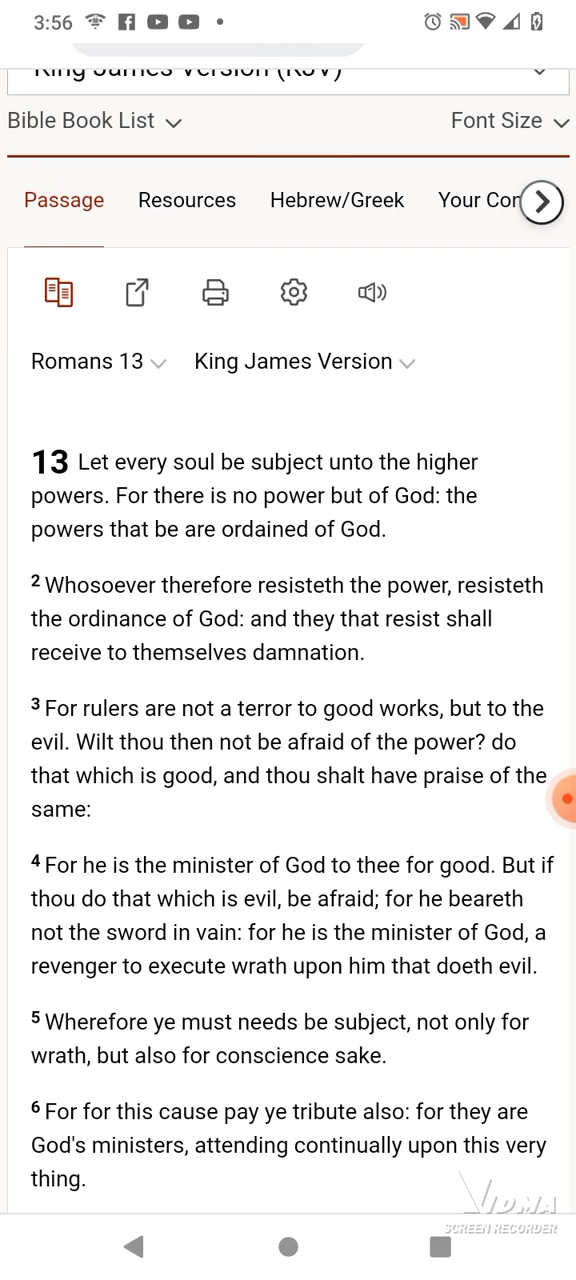 3:56
King James Version (KJV)
Bible Book List
Font Size
Passage Resources Hebrew/Greek Your Con
Romans 13 King James Version
13 Let every soul be subject unto the higher
powers. For there is no power but of God: the
powers that be are ordained of God.
2 Whosoever therefore resisteth the power, resisteth
the ordinance of God: and they that resist shall
receive to themselves damnation.
3 For rulers are not a terror to good works, but to the
evil. Wilt thou then not be afraid of the power? do
that which is good, and thou shalt have praise of the
same:
4 For he is the minister of God to thee for good. But if
thou do that which is evil, be afraid; for he beareth
not the sword in vain: for he is the minister of God, a
revenger to execute wrath upon him that doeth evil.
5 Wherefore ye must needs be subject, not only for
wrath, but also for conscience sake.
6 For for this cause pay ye tribute also: for they are
God's ministers, attending continually upon this very
thing.
VIDMA
SCREEN RECORDER